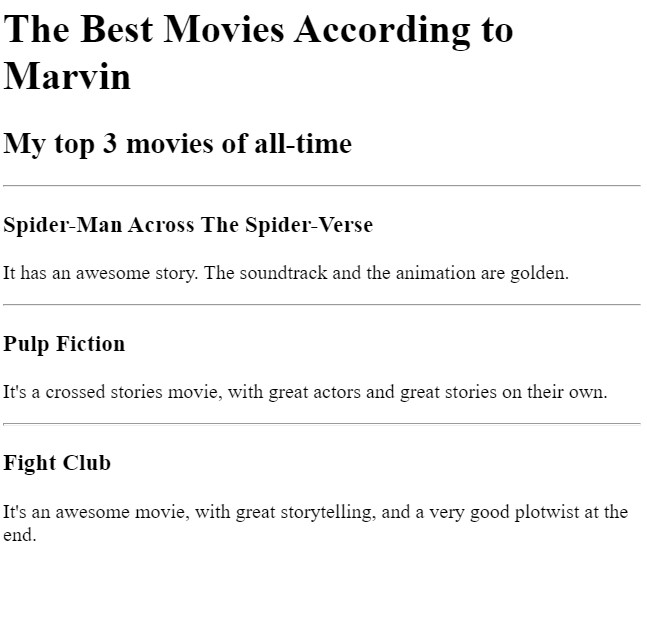 The Best Movies According to
Marvin
My top 3 movies of all-time
Spider-Man Across The Spider-Verse
It has an awesome story. The soundtrack and the animation are golden.
Pulp Fiction
It's a crossed stories movie, with great actors and great stories on their own.
Fight Club
It's an awesome movie, with great storytelling, and a very good plotwist at the
end.